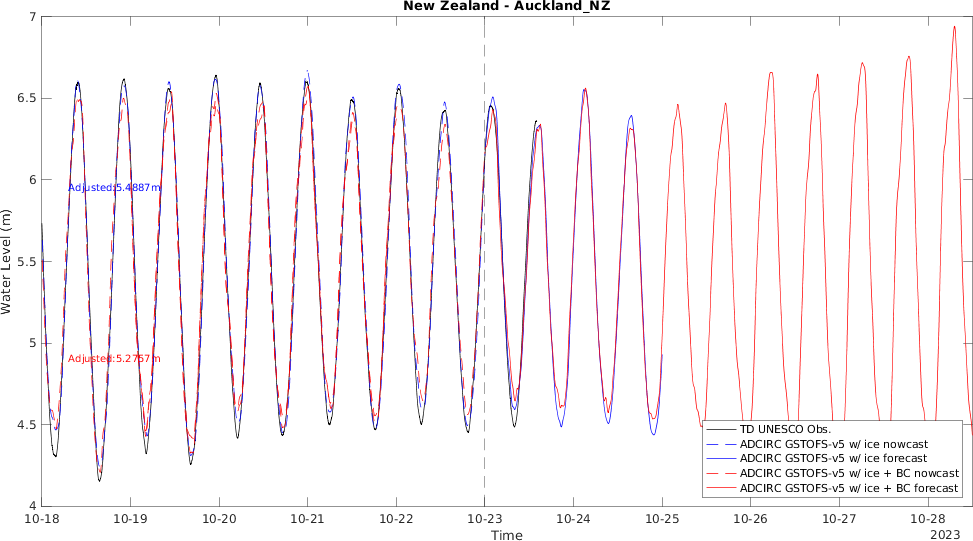 New Zealand - Auckland_NZ
7
6.5
6
5.5
5
4.5
4
Water Level (m)
Adjusted:5.4887m
Adjusted:5.2757m
TD UNESCO Obs.
ADCIRC GSTOFS-v5 w/ ice nowcast
ADCIRC GSTOFS-v5 w/ ice forecast
ADCIRC GSTOFS-v5 w/ ice + BC nowcast
ADCIRC GSTOFS-v5 w/ ice + BC forecast
10-18 10-19 10-20 10-21 10-22 10-23 10-24 10-25 10-26 10-27 10-28
Time
2023